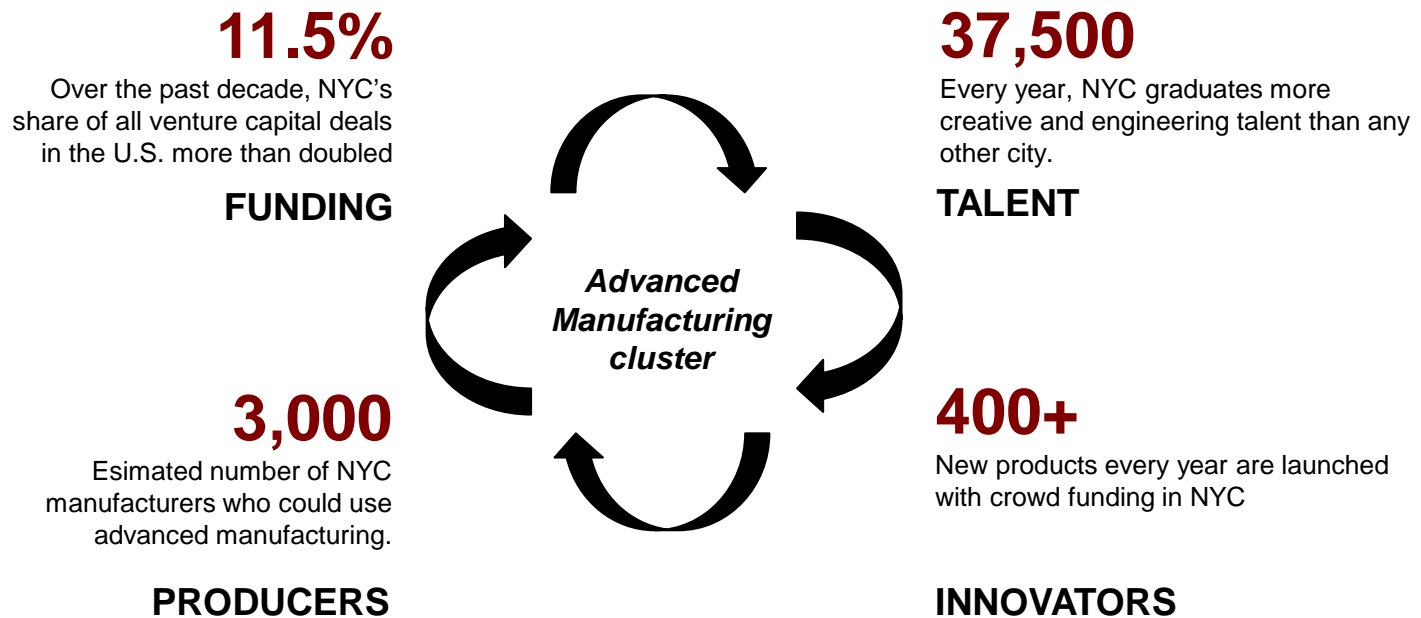 11.5%
Over the past decade, NYC's
share of all venture capital deals
in the U.S. more than doubled
FUNDING
37,500
Every year, NYC graduates more
creative and engineering talent than any
other city.
TALENT
Advanced
Manufacturing
cluster
3,000
Esimated number of NYC
manufacturers who could use
advanced manufacturing.
PRODUCERS
400+
New products every year are launched
with crowd funding in NYC
INNOVATORS